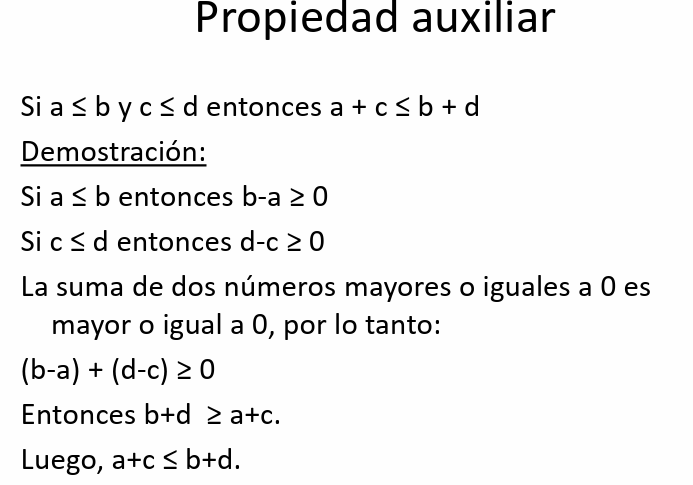 Propiedad auxiliar
Si a ≤ b y c ≤ d entonces a + c ≤ b + d
Demostración:
Si a ≤ b entonces b-a ≥ 0
Si c ≤ d entonces d-c ≥ 0
La suma de dos números mayores o iguales a 0 es
mayor o igual a 0, por lo tanto:
(b-a) + (d-c) ≥ 0
Entonces b+d  ≥ a+c.
Luego, a+c ≤ b+d.